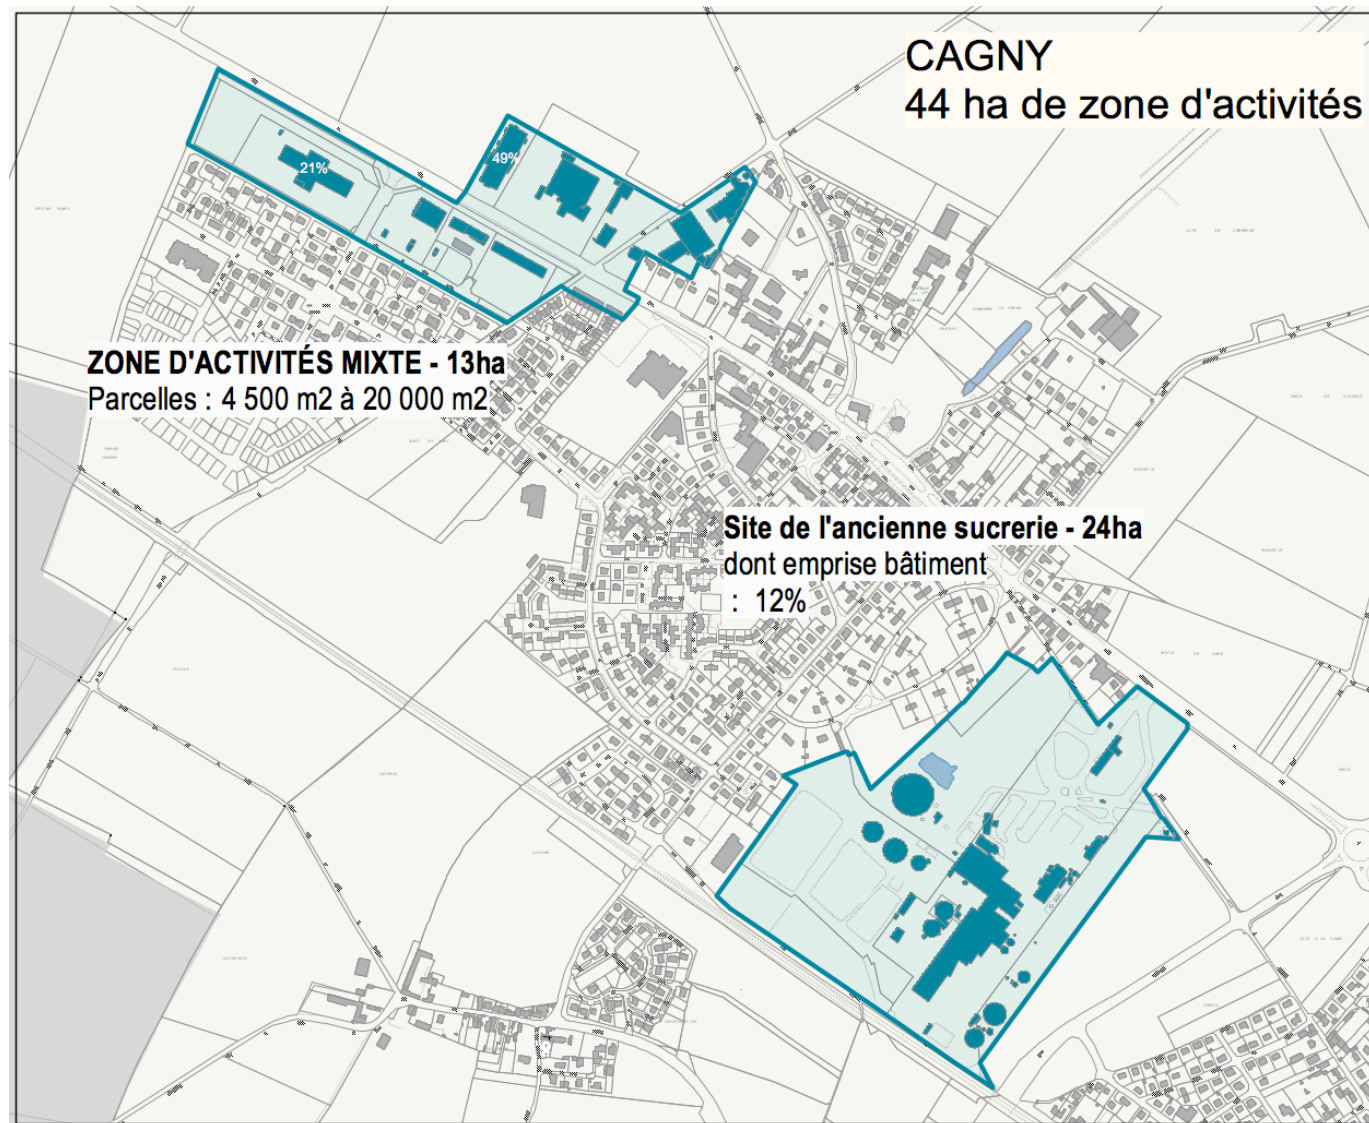 CAGNY
44 ha de zone d'activités
21%
49%
ZONE D'ACTIVITÉS MIXTE - 13ha
Parcelles : 4 500 m2 à 20 000 m2
Site de l'ancienne sucrerie - 24ha
dont emprise bâtiment
: 12%